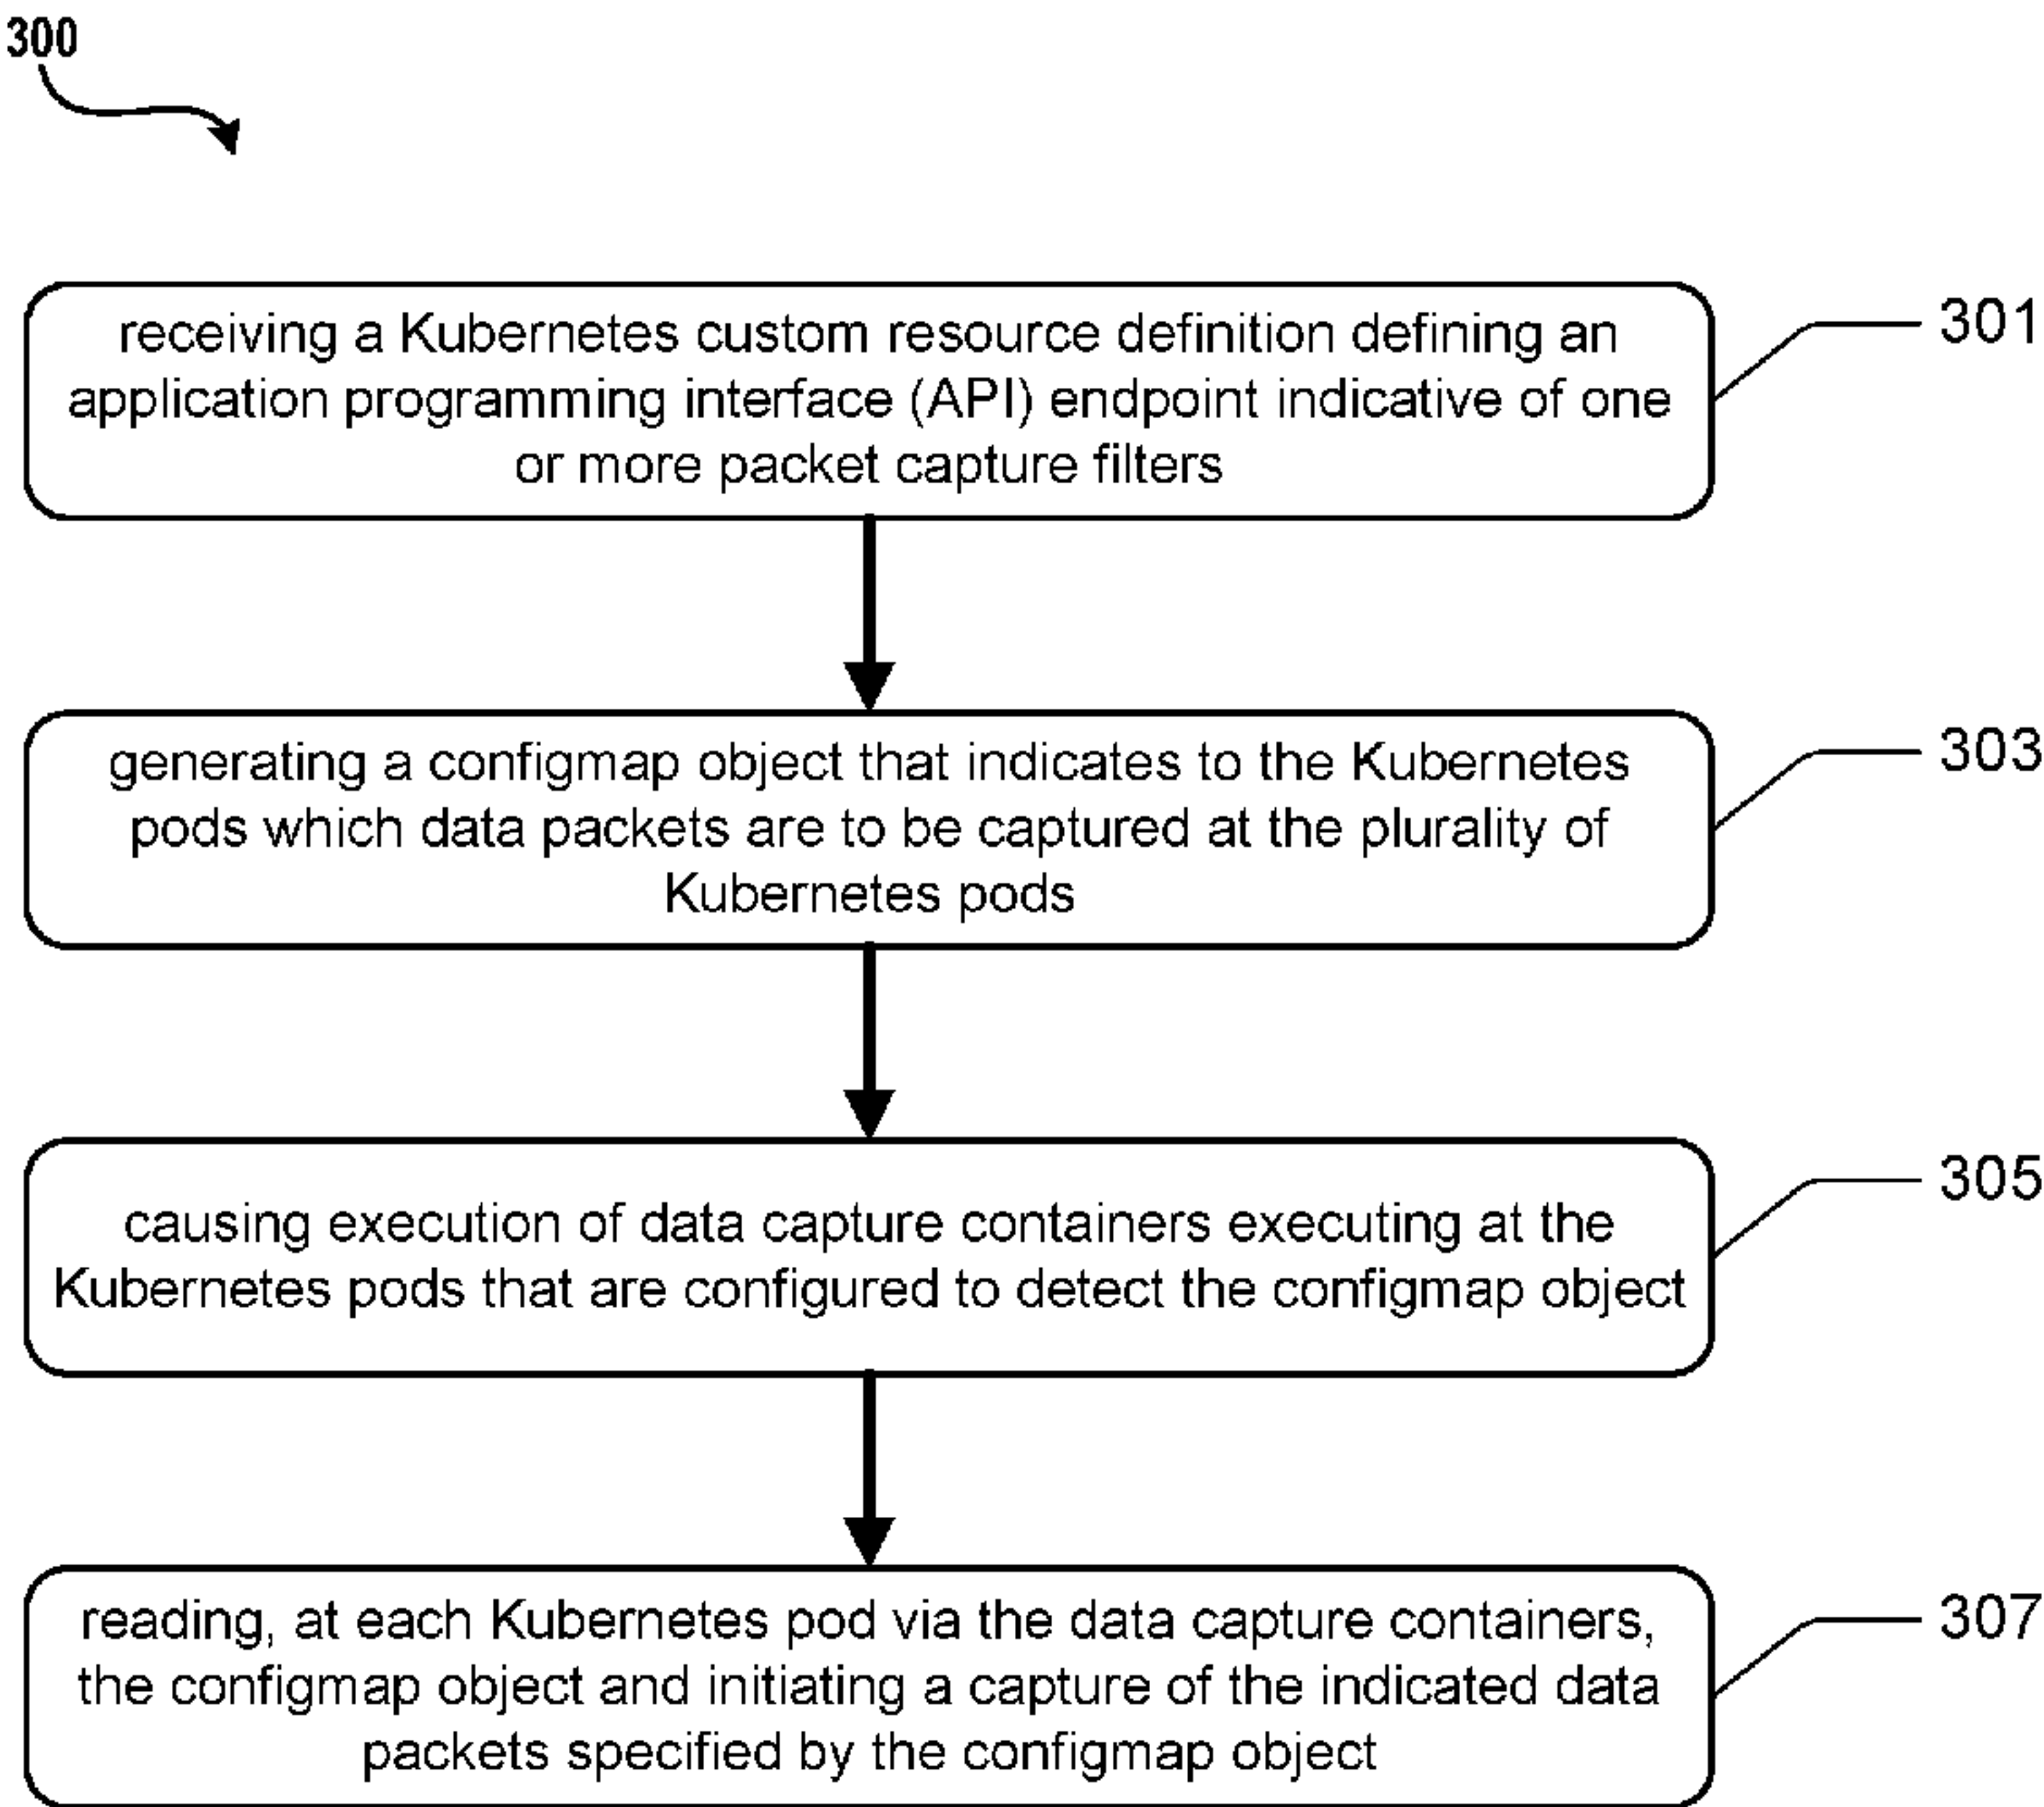 300
receiving a Kubernetes custom resource definition defining an
application programming interface (API) endpoint indicative of one
or more packet capture filters
301
generating a configmap object that indicates to the Kubernetes
pods which data packets are to be captured at the plurality of
Kubernetes pods
303
causing execution of data capture containers executing at the
Kubernetes pods that are configured to detect the configmap object
305
reading, at each Kubernetes pod via the data capture containers,
the configmap object and initiating a capture of the indicated data
packets specified by the configmap object
307